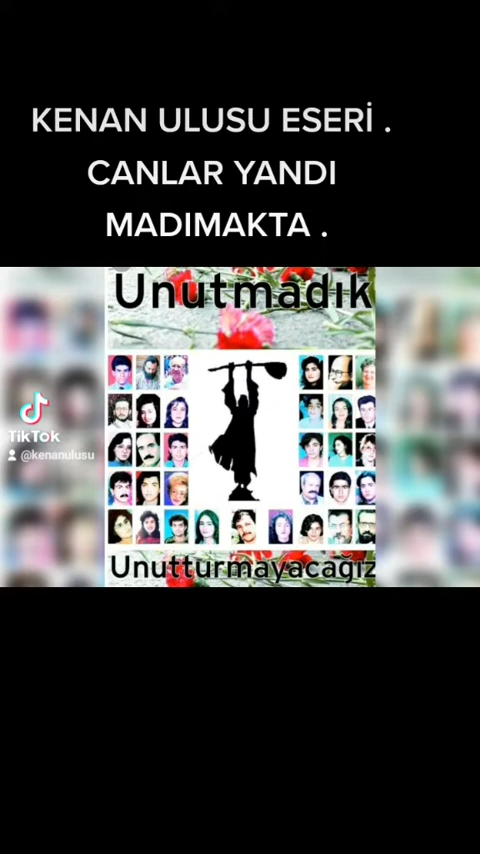 KENAN ULUSU ESERİ .
CANLAR YANDI
MADIMAKTA .
Unutmadık
TikTok
@kenanulusu
Unutturmayacağız